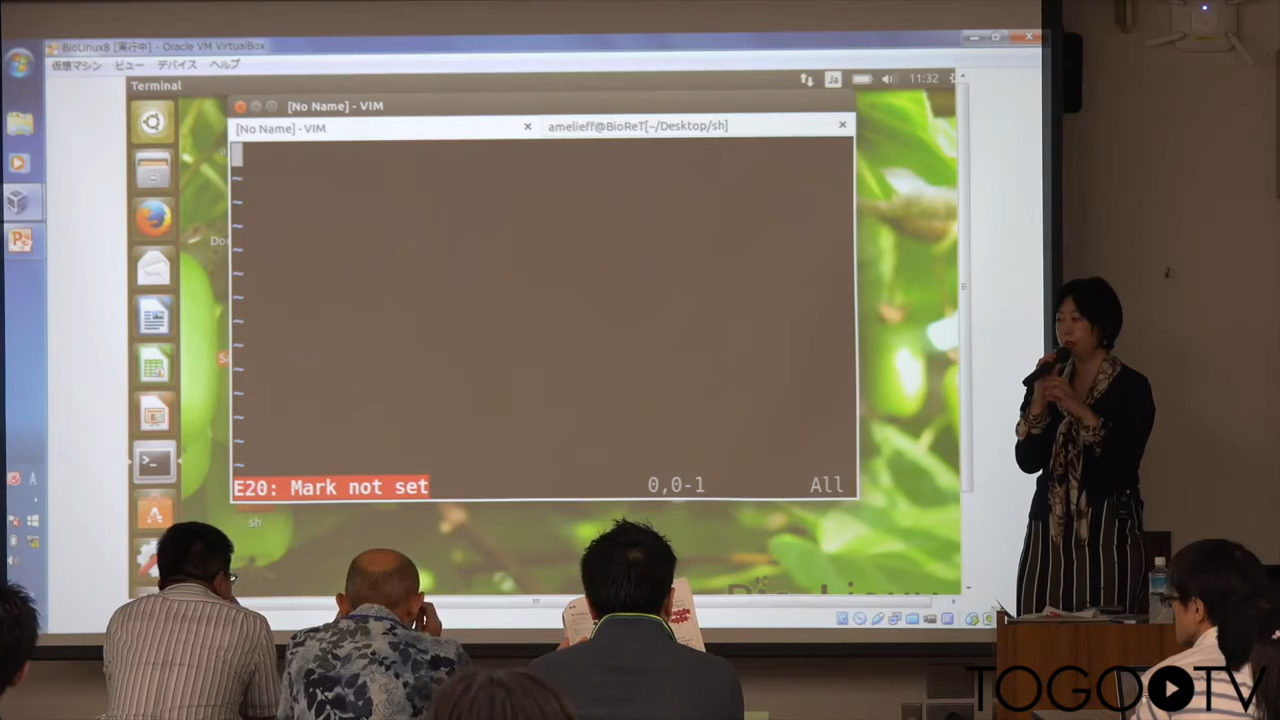 BioLinux8 [実行中] - Oracle VM VirtualBox
仮想マシン ビュー デバイス ヘルプ
Terminal
Ja
11:32
[No Name] - VIM
[No Name] - VIM
amelieff@BioReT[~/Desktop/sh]
~
~
~
~
~
~
~
~
~
~
~
~
~
E20: Mark not set
0,0-1
All
sh
TOGOTV